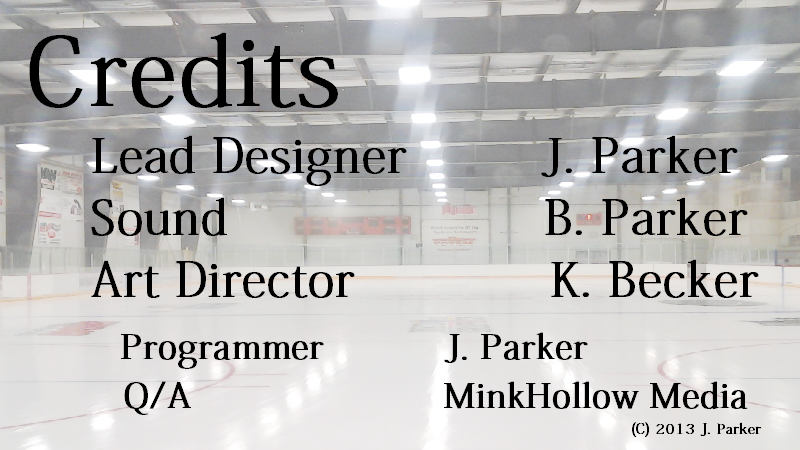 Credits
Lead Designer J. Parker
Sound B. Parker
Art Director K. Becker
Programmer J. Parker
Q/A MinkHollow Media
(C) 2013 J. Parker